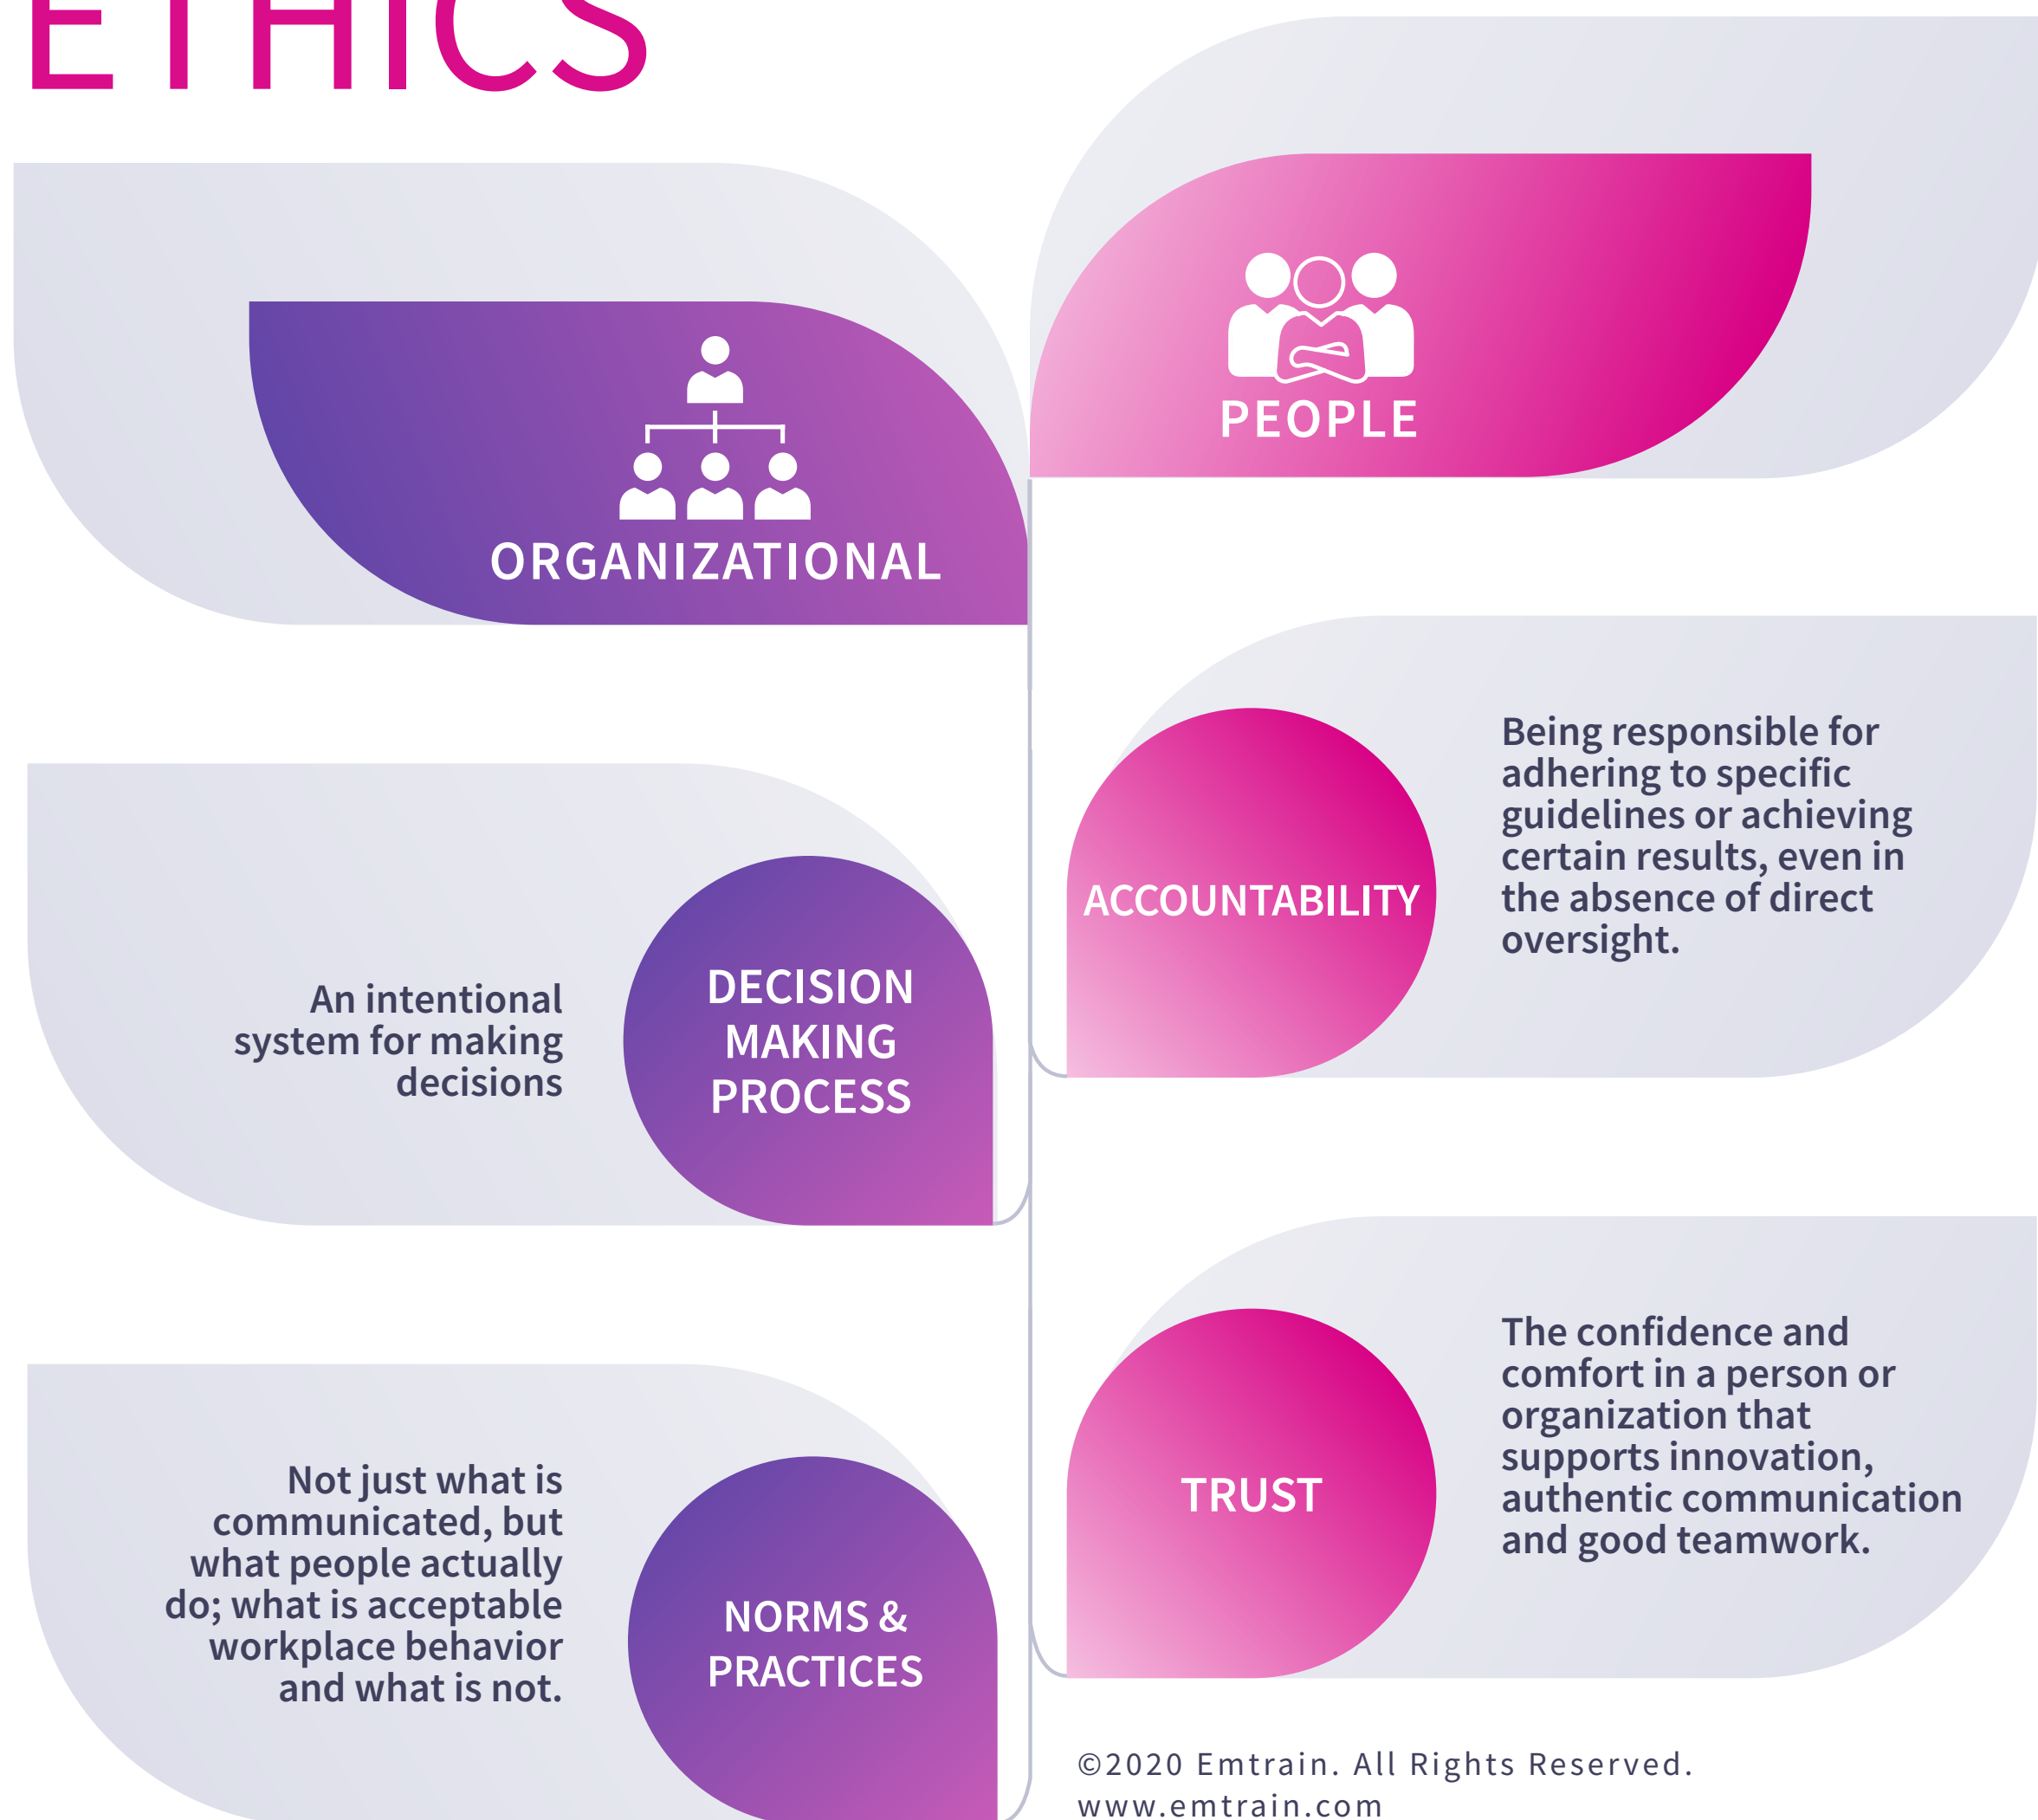 ETHICS
ORGANIZATIONAL
PEOPLE
An intentional
system for making
decisions
DECISION
MAKING
PROCESS
ACCOUNTABILITY
Being responsible for
adhering to specific
guidelines or achieving
certain results, even in
the absence of direct
oversight.
Not just what is
communicated, but
what people actually
do; what is acceptable
workplace behavior
and what is not.
NORMS &
PRACTICES
TRUST
The confidence and
comfort in a person or
organization that
supports innovation,
authentic communication
and good teamwork.
©2020 Emtrain. All Rights Reserved.
www.emtrain.com